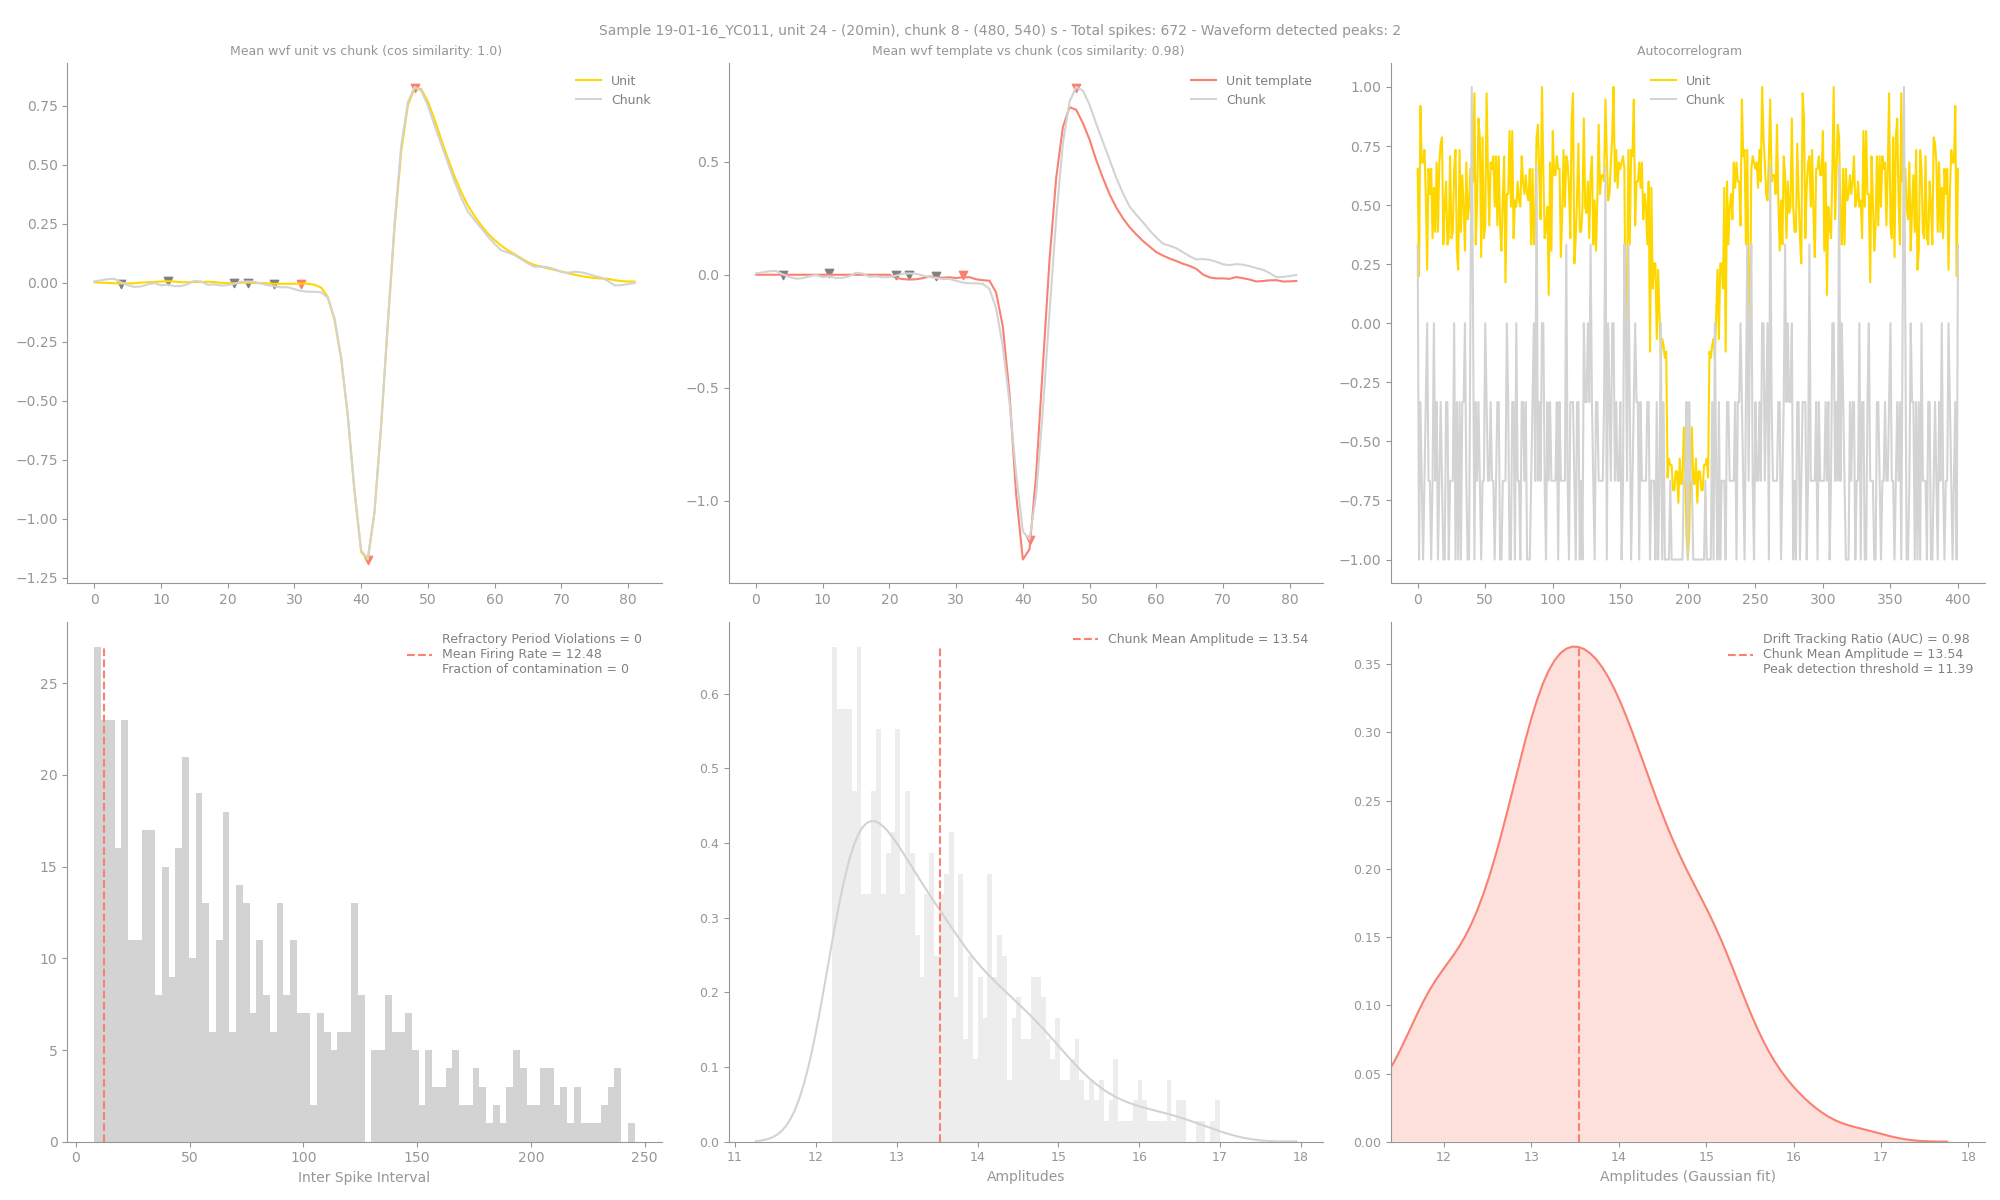 Sample 19-01-16_YC011, unit 24 - (20min), chunk 8 - (480, 540) s - Total spikes: 672 - Waveform detected peaks: 2
Mean wvf unit vs chunk (cos similarity: 1.0)
Unit
Chunk
0.75
0.50
0.25
0.00
−0.25
−0.50
−0.75
−1.00
−1.25
0 10 20 30 40 50 60 70 80
Mean wvf template vs chunk (cos similarity: 0.98)
Unit template
Chunk
0.5
0.0
−0.5
−1.0
0 10 20 30 40 50 60 70 80
Autocorrelogram
Unit
Chunk
1.00
0.75
0.50
0.25
0.00
−0.25
−0.50
−0.75
−1.00
0 50 100 150 200 250 300 350 400
Refractory Period Violations = 0
Mean Firing Rate = 12.48
Fraction of contamination = 0
25
20
15
10
5
0
0 50 100 150 200 250
Inter Spike Interval
Chunk Mean Amplitude = 13.54
0.6
0.5
0.4
0.3
0.2
0.1
0.0
11 12 13 14 15 16 17 18
Amplitudes
Drift Tracking Ratio (AUC) = 0.98
Chunk Mean Amplitude = 13.54
Peak detection threshold = 11.39
0.35
0.30
0.25
0.20
0.15
0.10
0.05
0.00
12 13 14 15 16 17 18
Amplitudes (Gaussian fit)